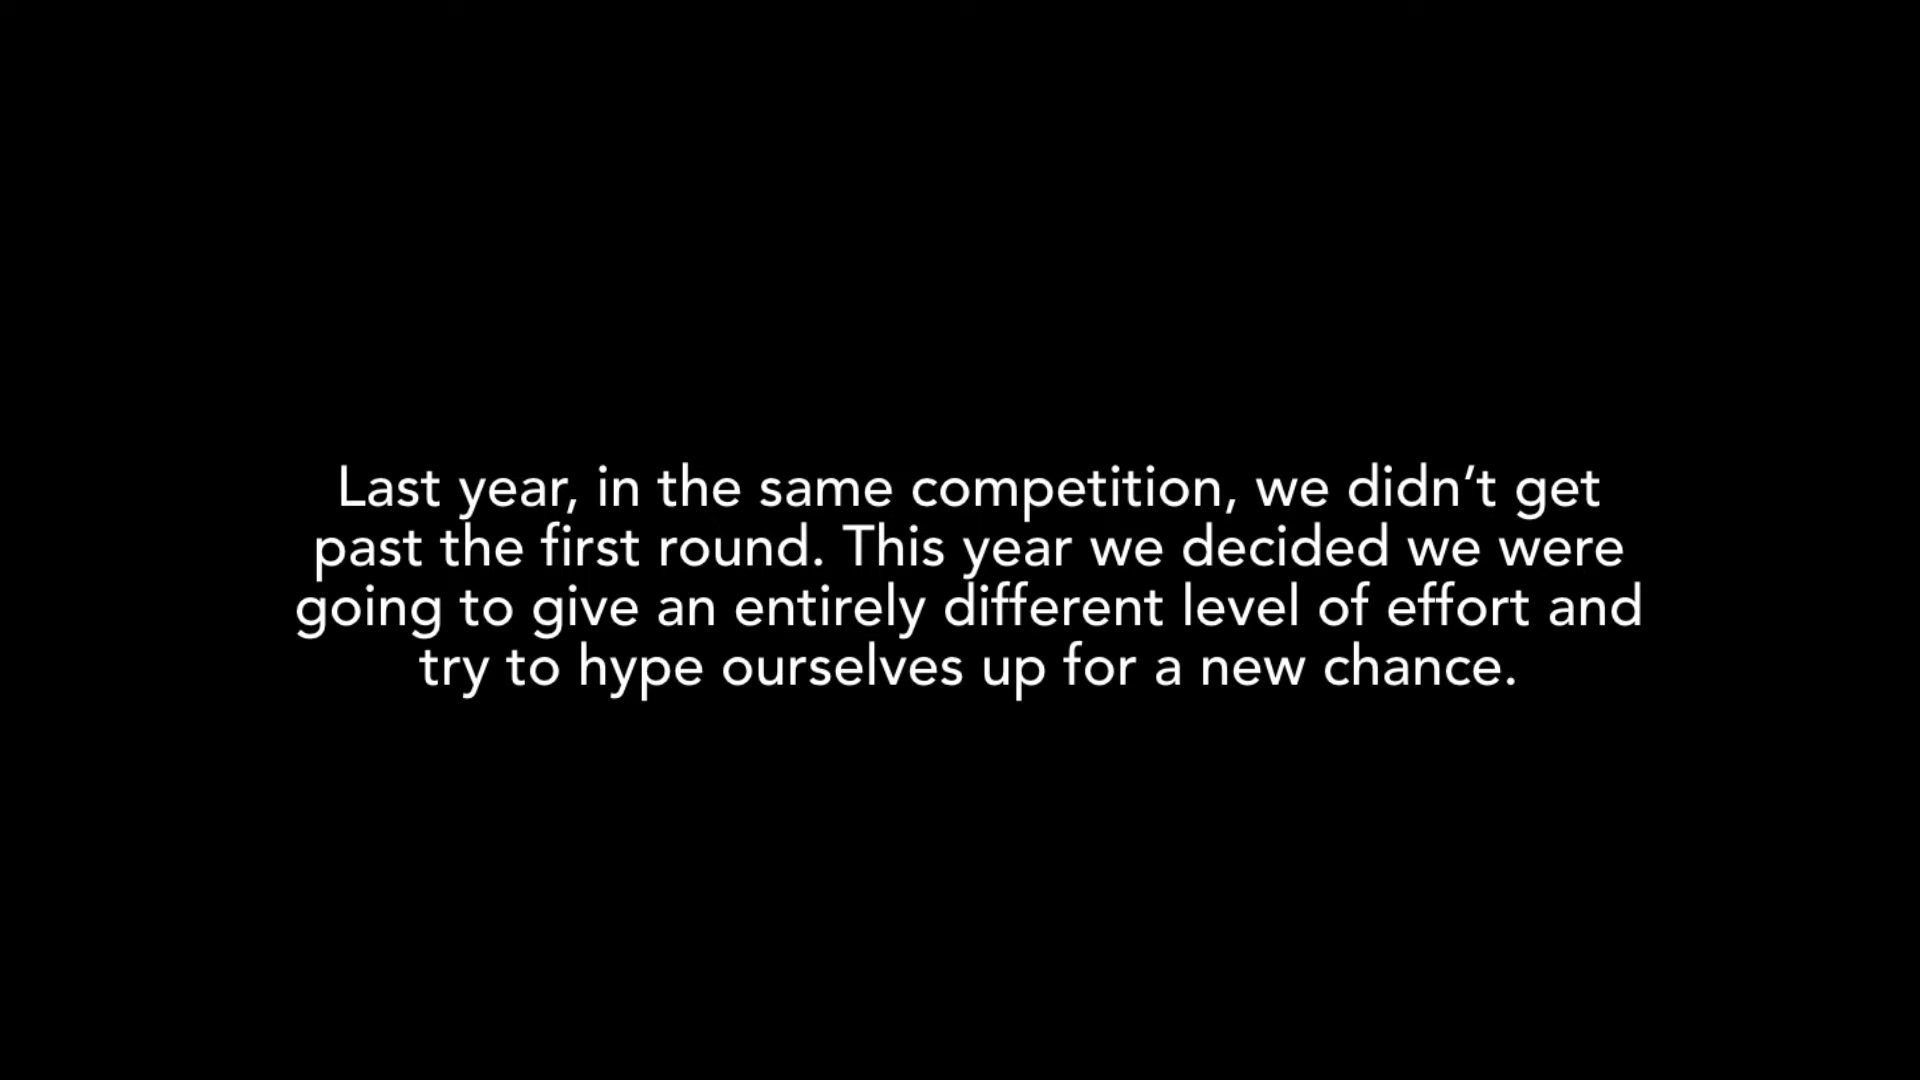 Last year, in the same competition, we didn‘t get
past the first round. This year we decided we were
going to give an entirely different level of effort and
try to hype ourselves up for a new chance.